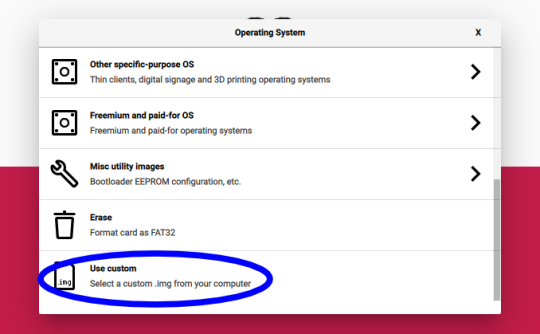 Operating System
X
Other specific-purpose OS
Thin clients, digital signage and 3D printing operating systems
Freemium and paid-for OS
Freemium and paid-for operating systems
Misc utility images
Bootloader EEPROM configuration, etc.
Erase
Format card as FAT32
Use custom
.img
Select a custom .img from your computer